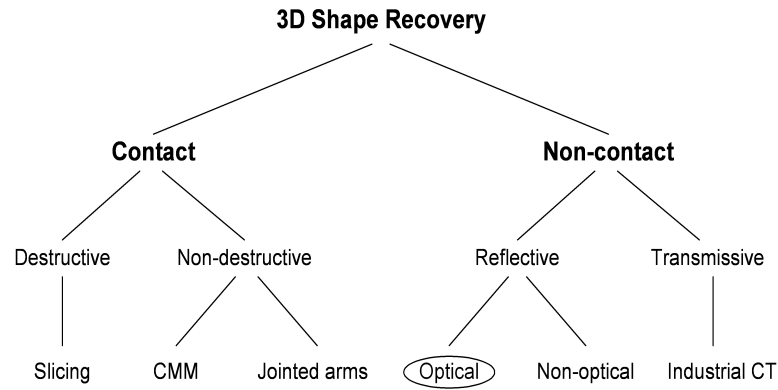 3D Shape Recovery
Contact Non-contact
Destructive Non-destructive Reflective Transmissive
Slicing CMM Jointed arms Optical Non-optical Industrial CT